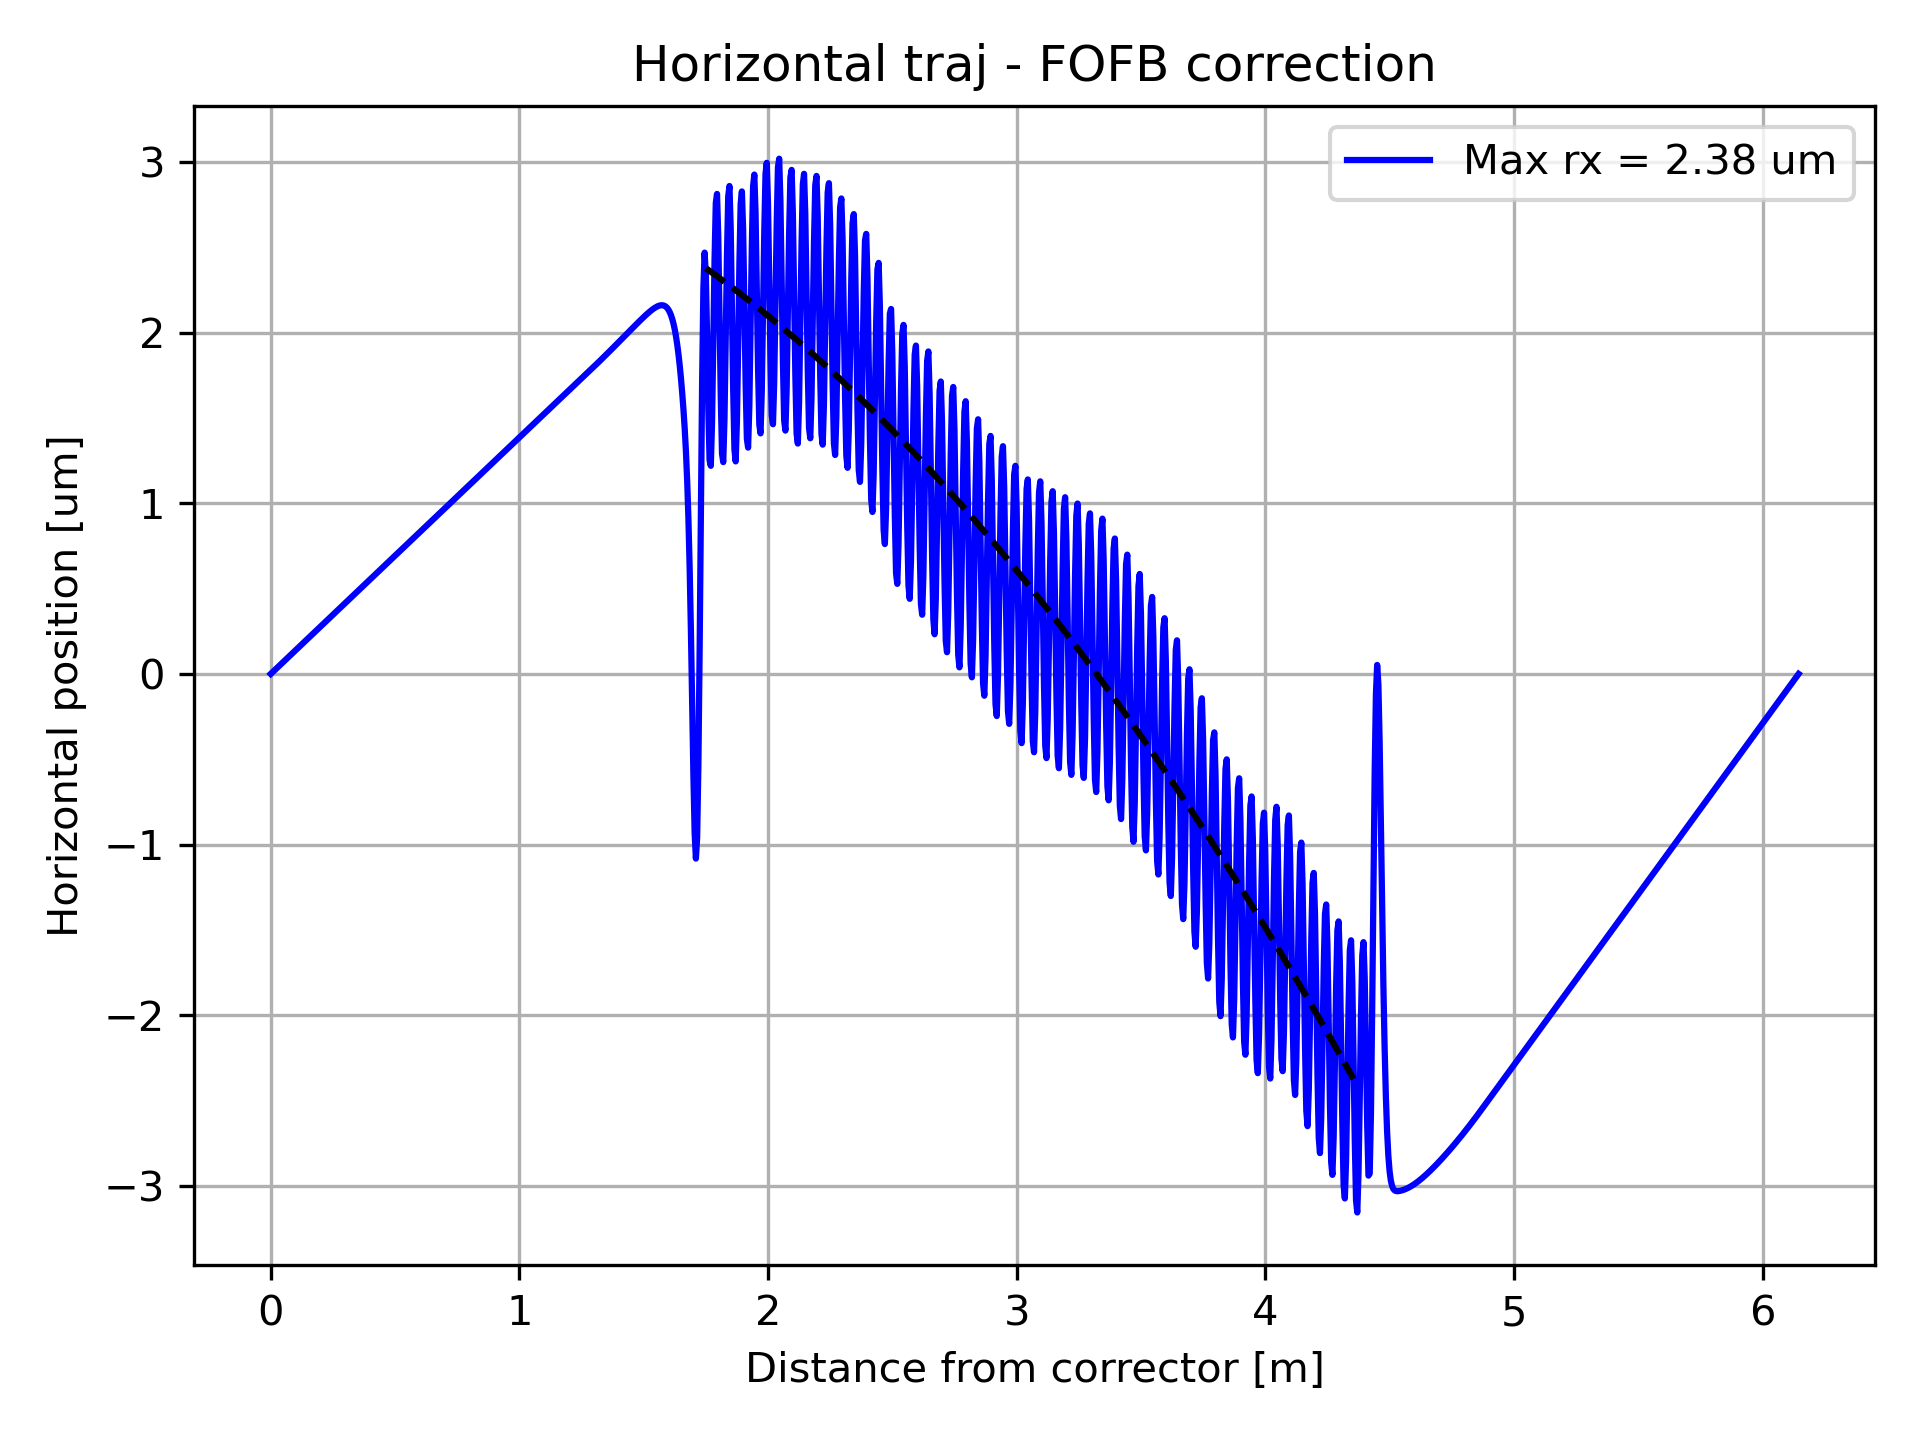 Horizontal traj - FOFB correction
Max rx = 2.38 um
Horizontal position [um]
3
2
1
0
−1
−2
−3
0 1 2 3 4 5 6
Distance from corrector [m]